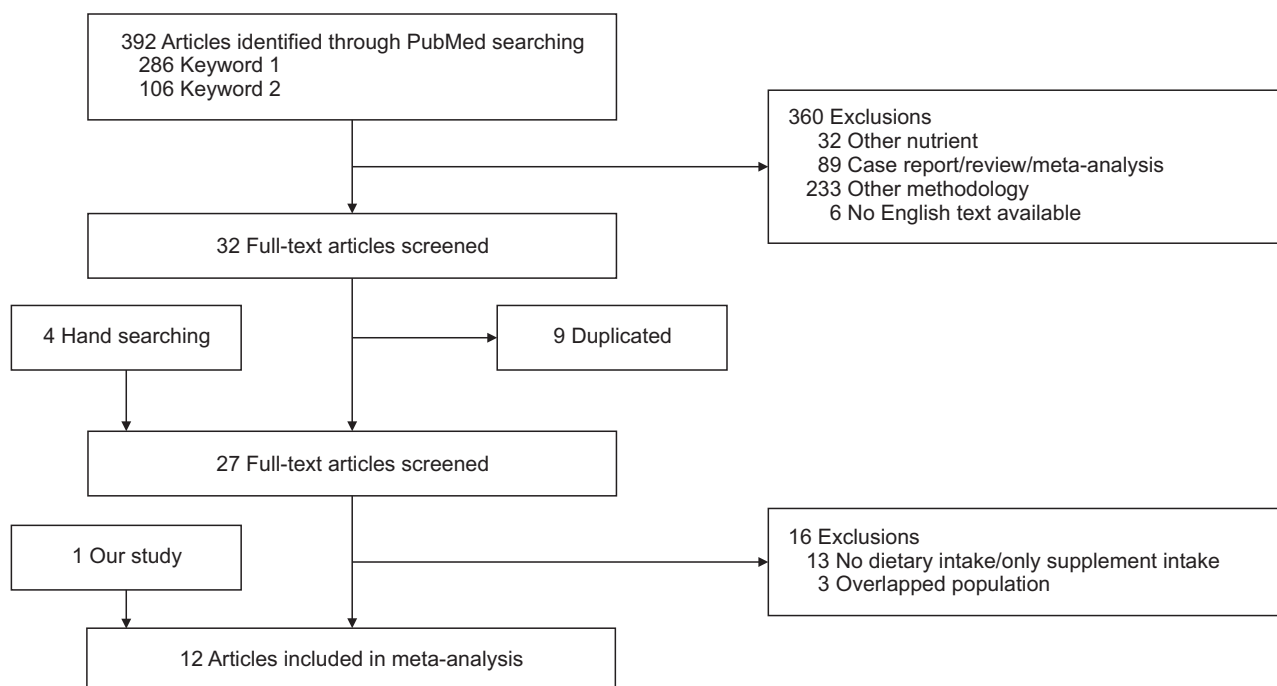 392 Articles identified through PubMed searching
286 Keyword 1
106 Keyword 2
360 Exclusions
32 Other nutrient
89 Case report/review/meta-analysis
233 Other methodology
6 No English text available
32 Full-text articles screened
4 Hand searching
9 Duplicated
27 Full-text articles screened
1 Our study
16 Exclusions
13 No dietary intake/only supplement intake
3 Overlapped population
12 Articles included in meta-analysis